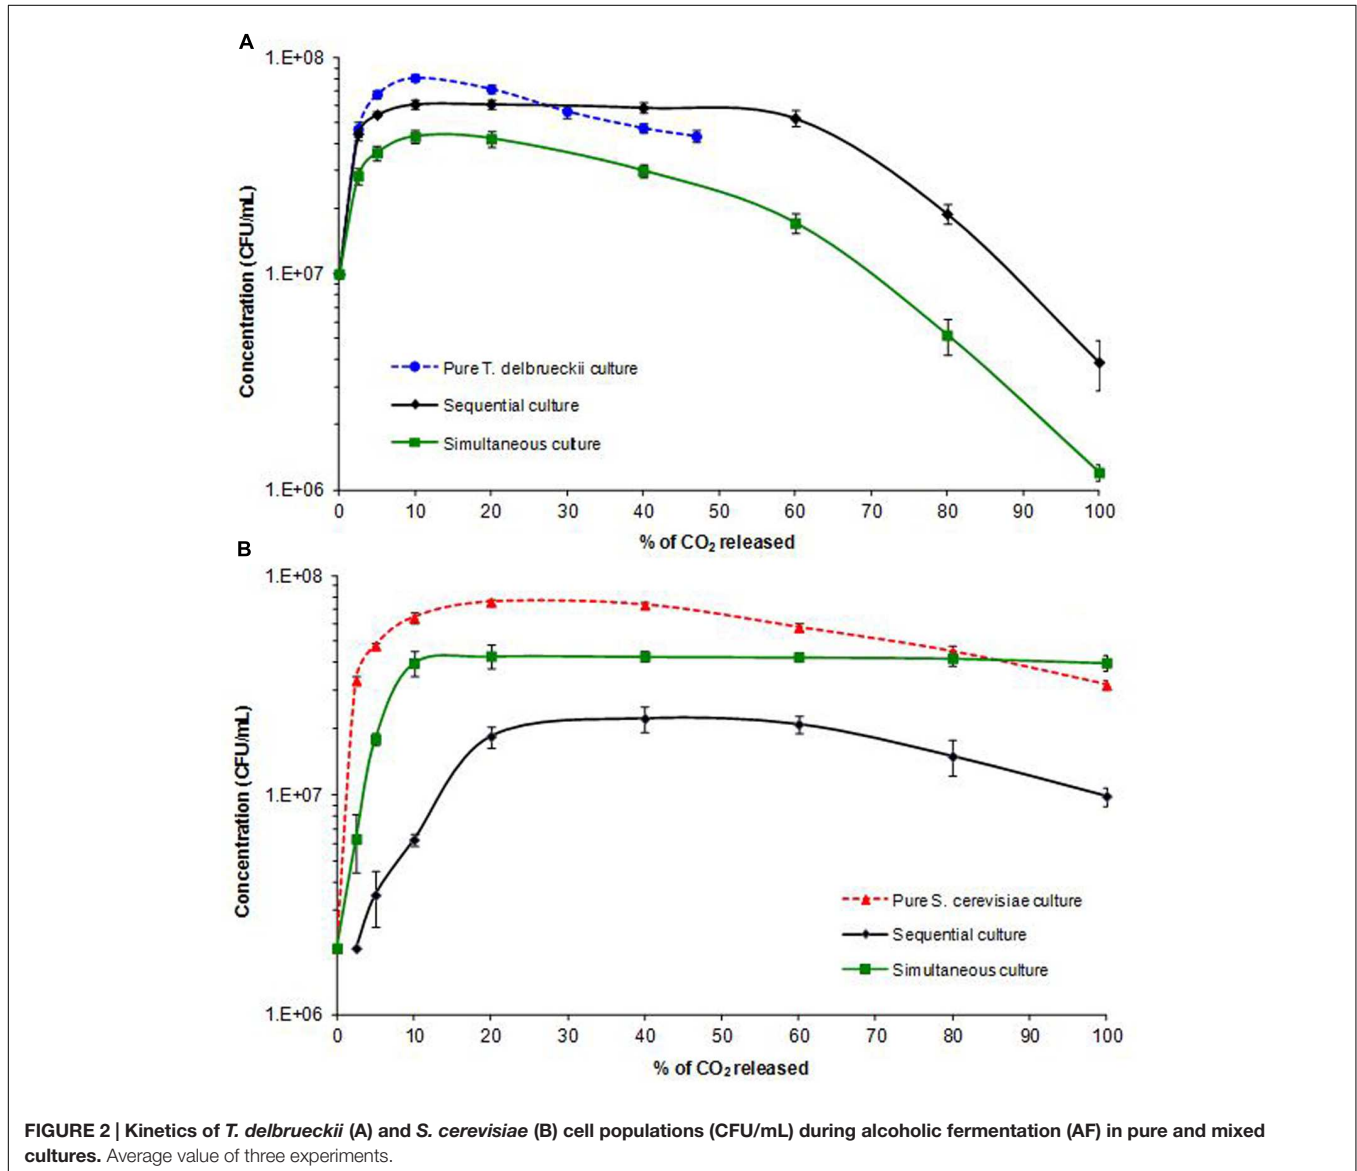 A
1.E+08
1.E+07
1.E+06
Concentration (CFU/mL)
Pure T. delbrueckii culture
Sequential culture
Simultaneous culture
0 10 20 30 40 50 60 70 80 90 100
% of CO₂ released
B
1.E+08
1.E+07
1.E+06
Concentration (CFU/mL)
Pure S. cerevisiae culture
Sequential culture
Simultaneous culture
0 10 20 30 40 50 60 70 80 90 100
% of CO₂ released
FIGURE 2 | Kinetics of T. delbrueckii (A) and S. cerevisiae (B) cell populations (CFU/mL) during alcoholic fermentation (AF) in pure and mixed
cultures. Average value of three experiments.